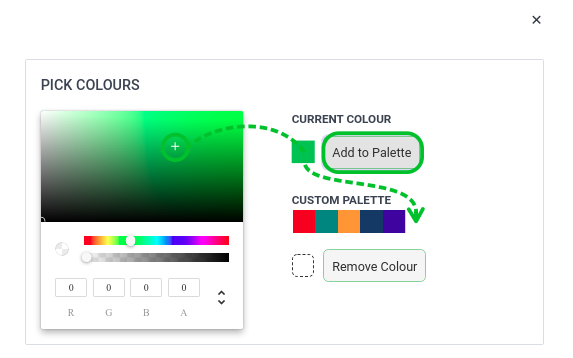 ×
PICK COLOURS
CURRENT COLOUR
Add to Palette
CUSTOM PALETTE
Remove Colour
0 0 0 0
R G B A